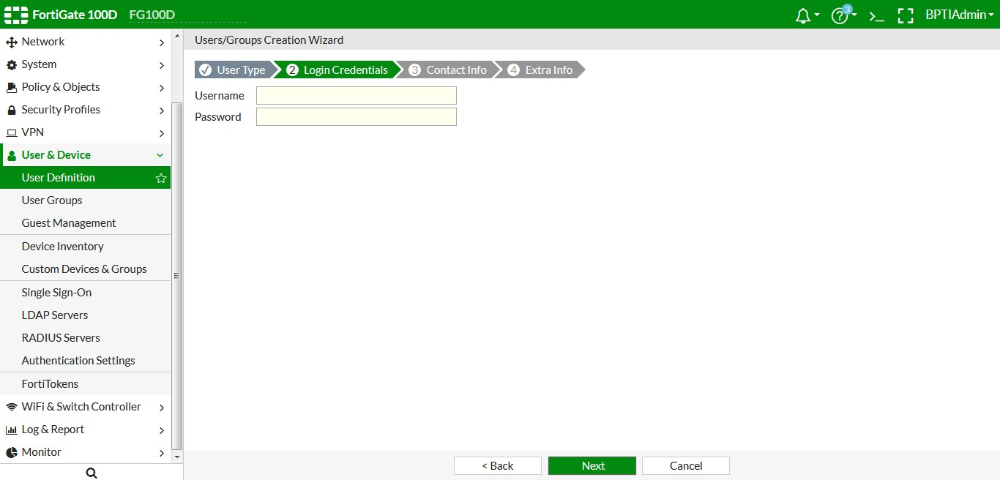 FortiGate 100D FG100D
3
>_
BPTIAdmin
Network
System
Policy & Objects
Security Profiles
VPN
User & Device
User Definition
User Groups
Guest Management
Device Inventory
Custom Devices & Groups
Single Sign-On
LDAP Servers
RADIUS Servers
Authentication Settings
FortiTokens
WiFi & Switch Controller
Log & Report
Monitor
Users/Groups Creation Wizard
User Type 2 Login Credentials 3 Contact Info 4 Extra Info
Username
Password
< Back Next Cancel